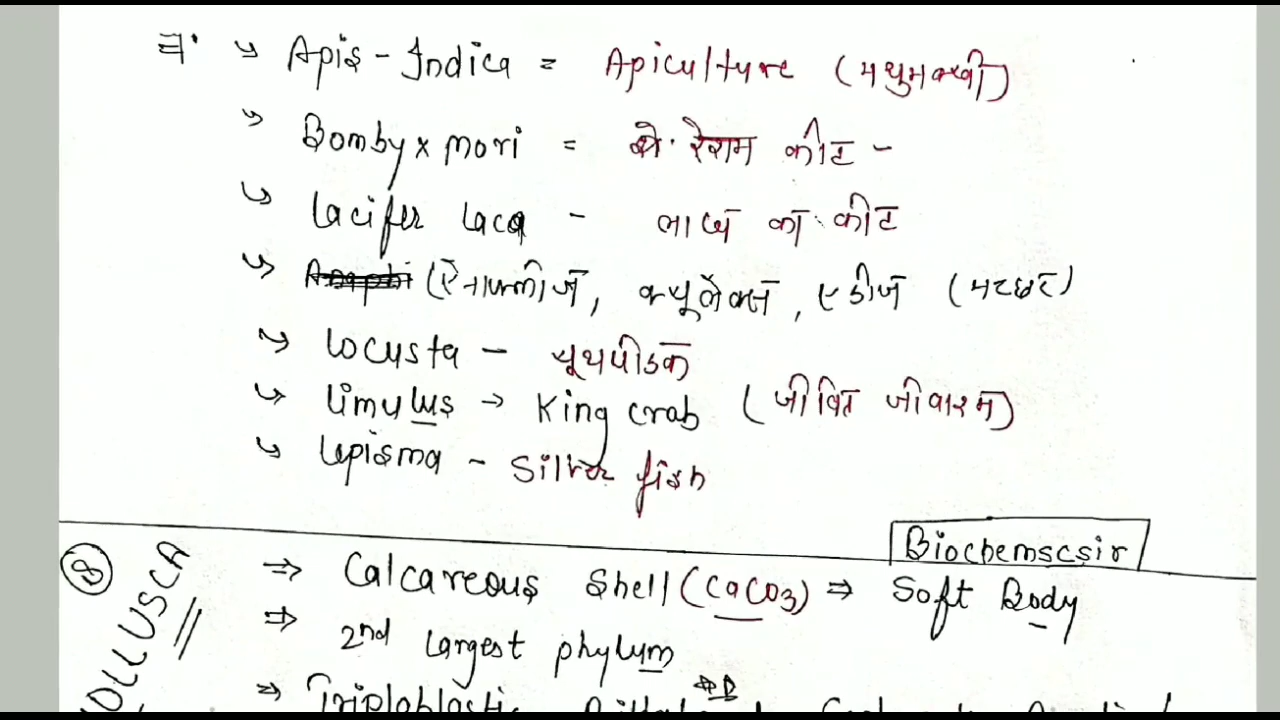 उ॰ ↳ Apis - Indica = Apiculture (मधुमक्खी)
↳ Bombyx mori = रेशम कीट -
↳ Lacifer laca - लाख का कीट
↳ (ऐनाफ्लीज, क्यूलेक्स, एडीज (मच्छर)
↳ Locusta - यूथपीडक
↳ Limulus → King crab (जीवित जीवाश्म)
↳ Lepisma - Silver fish
Biochemscsir
⑧ MOLLUSCA
⇒ Calcareous Shell (CaCO3) ⇒ Soft Body
⇒ 2nd largest phylum
⇒ Triploblastic